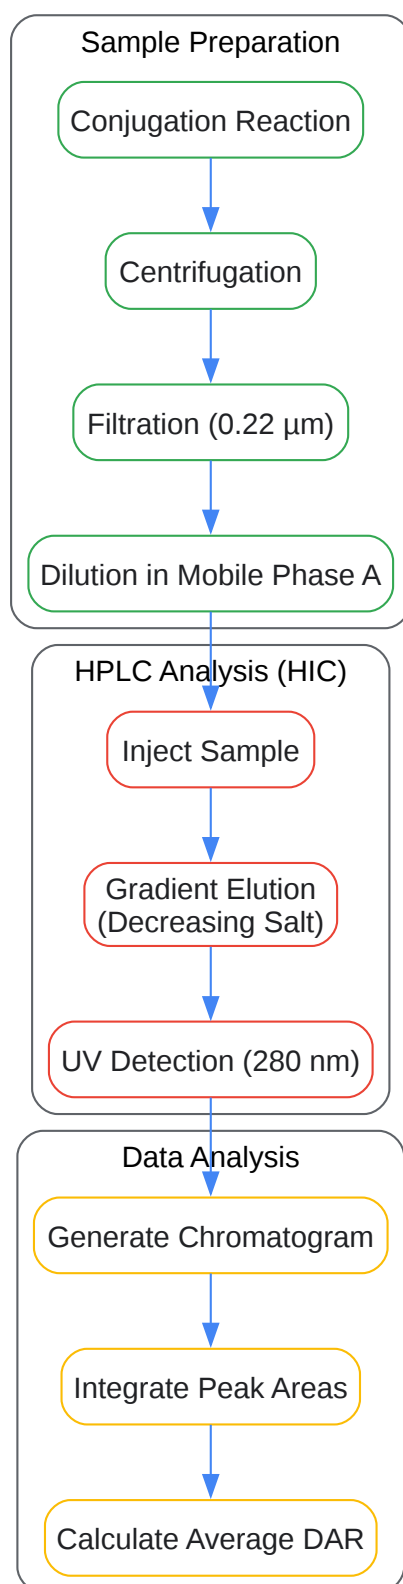 Sample Preparation
Conjugation Reaction
Centrifugation
Filtration (0.22 µm)
Dilution in Mobile Phase A
HPLC Analysis (HIC)
Inject Sample
Gradient Elution
(Decreasing Salt)
UV Detection (280 nm)
Data Analysis
Generate Chromatogram
Integrate Peak Areas
Calculate Average DAR